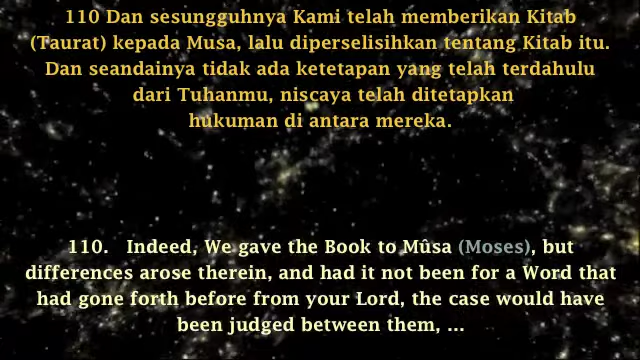 110 Dan sesungguhnya Kami telah memberikan Kitab
(Taurat) kepada Musa, lalu diperselisihkan tentang Kitab itu.
Dan seandainya tidak ada ketetapan yang telah terdahulu
dari Tuhanmu, niscaya telah ditetapkan
hukuman di antara mereka.
110. Indeed, We gave the Book to Mûsa (Moses), but
differences arose therein, and had it not been for a Word that
had gone forth before from your Lord, the case would have
been judged between them, ...